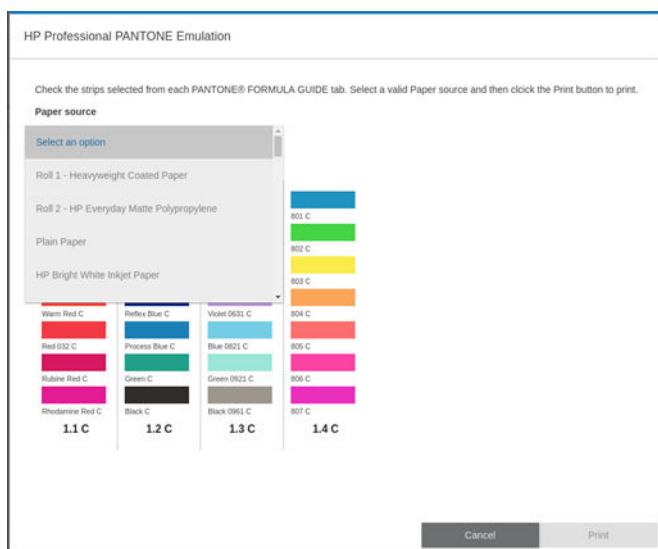 HP Professional PANTONE Emulation
Check the strips selected from each PANTONE® FORMULA GUIDE tab. Select a valid Paper source and then clcick the Print button to print.
Paper source
Select an option
Roll 1 - Heavyweight Coated Paper
Roll 2 - HP Everyday Matte Polypropylene
Plain Paper
HP Bright White Inkjet Paper
801 C
802 C
803 C
Warm Red C Reflex Blue C Violet 0631 C 804 C
Red 032 C Process Blue C Blue 0821 C 805 C
Rubine Red C Green C Green 0921 C 806 C
Rhodamine Red C Black C Black 0961 C 807 C
1.1 C 1.2 C 1.3 C 1.4 C
Cancel Print